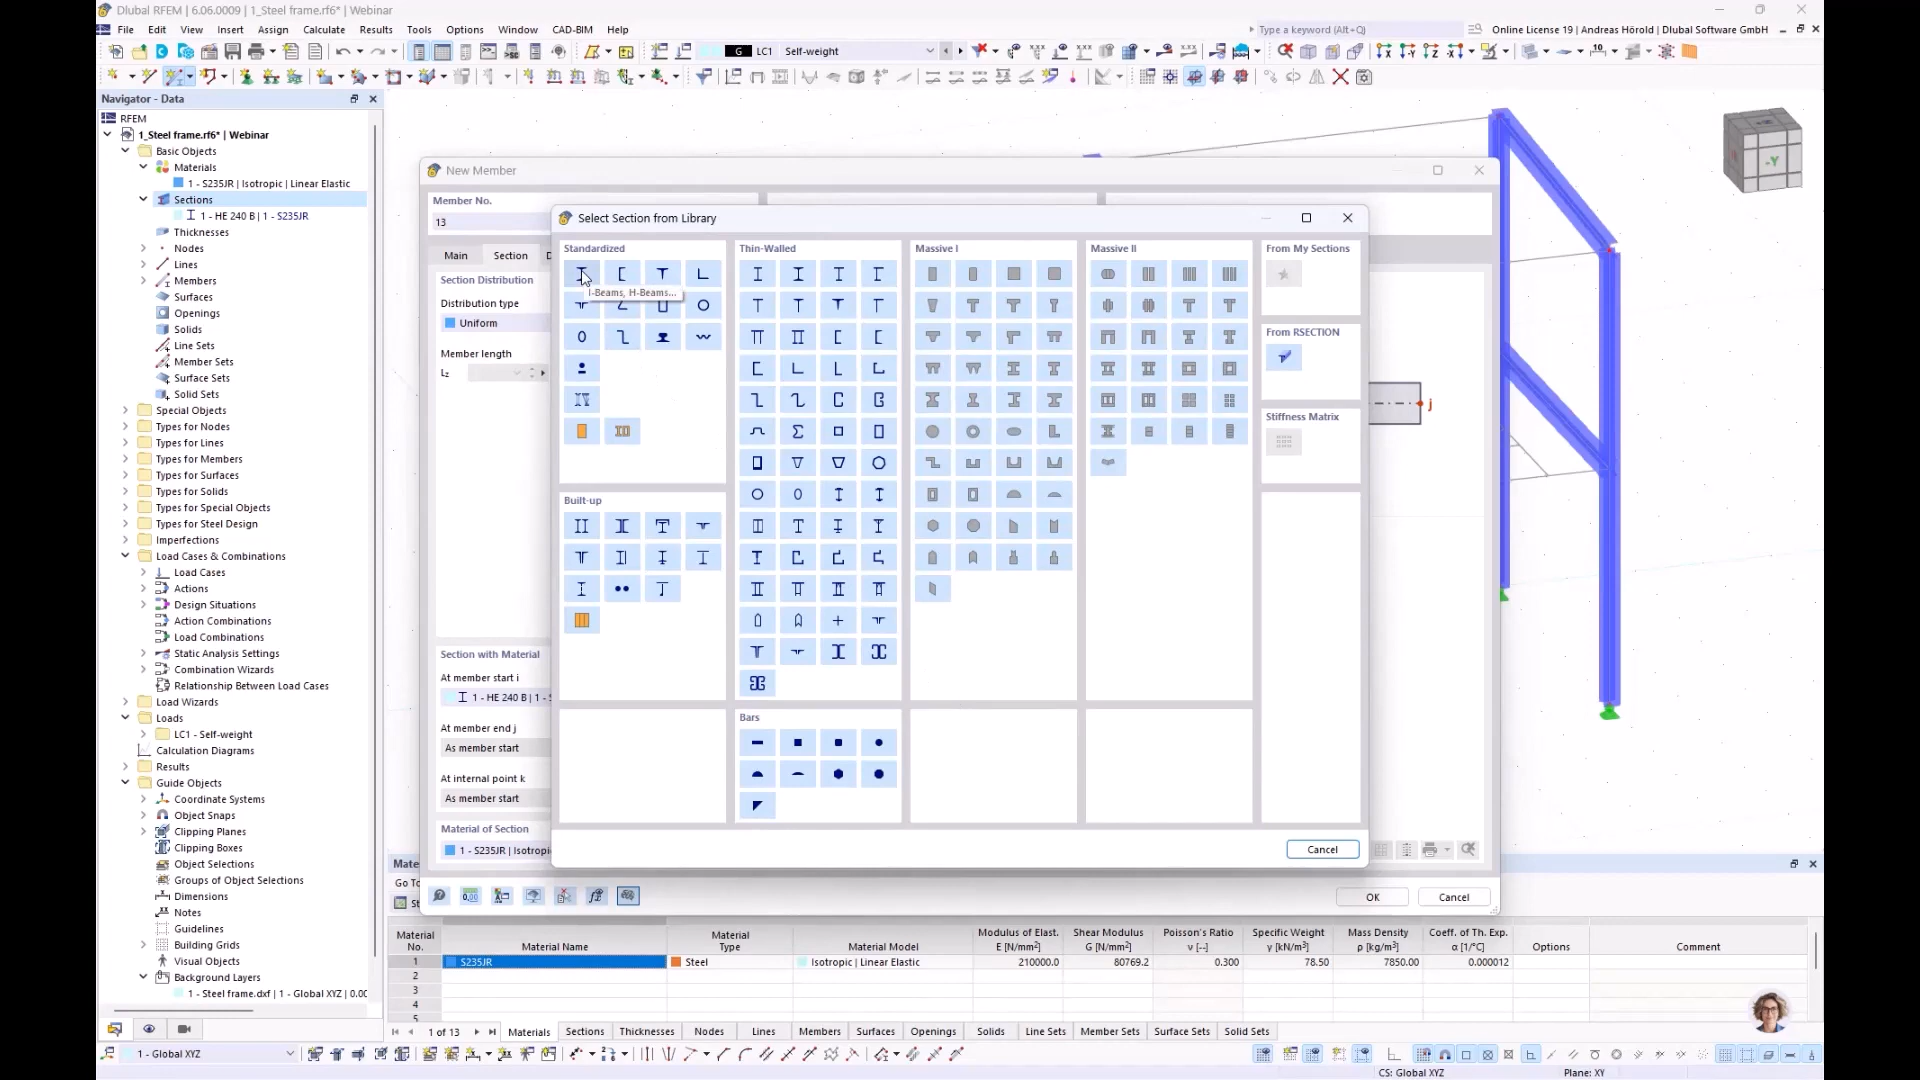 Dlubal RFEM | 6.06.0009 | 1_Steel frame.rf6* | Webinar
File Edit View Insert Assign Calculate Results Tools Options Window CAD-BIM Help
Type a keyword (Alt+Q)
Online License 19 | Andreas Hörold | Dlubal Software GmbH
G LC1 Self-weight
Navigator - Data
RFEM
1_Steel frame.rf6* | Webinar
Basic Objects
Materials
1 - S235JR | Isotropic | Linear Elastic
Sections
1 - HE 240 B | 1 - S235JR
Thicknesses
Nodes
Lines
Members
Surfaces
Openings
Solids
Line Sets
Member Sets
Surface Sets
Solid Sets
Special Objects
Types for Nodes
Types for Lines
Types for Members
Types for Surfaces
Types for Solids
Types for Special Objects
Types for Steel Design
Imperfections
Load Cases & Combinations
Load Cases
Actions
Design Situations
Action Combinations
Load Combinations
Static Analysis Settings
Combination Wizards
Relationship Between Load Cases
Load Wizards
Loads
LC1 - Self-weight
Calculation Diagrams
Results
Guide Objects
Coordinate Systems
Object Snaps
Clipping Planes
Clipping Boxes
Object Selections
Groups of Object Selections
Dimensions
Notes
Guidelines
Building Grids
Visual Objects
Background Layers
1 - Steel frame.dxf | 1 - Global XYZ | 0.00
1 - Global XYZ
New Member
Member No.
13
Main Section
Section Distribution
Distribution type
Uniform
Member length
Lz
Section with Material
At member start i
1 - HE 240 B | 1 - S
At member end j
As member start
At internal point k
As member start
Material of Section
1 - S235JR | Isotropi
OK Cancel
Select Section from Library
Standardized
I-Beams, H-Beams...
Built-up
Thin-Walled
Bars
Massive I
Massive II
From My Sections
From RSECTION
Stiffness Matrix
Cancel
j
-Y
Mate
Go To
St
Material No. Material Name Material Type Material Model Modulus of Elast. E [N/mm²] Shear Modulus G [N/mm²] Poisson's Ratio ν [--] Specific Weight γ [kN/m³] Mass Density ρ [kg/m³] Coeff. of Th. Exp. α [1/°C] Options Comment
1 S235JR Steel Isotropic | Linear Elastic 210000.0 80769.2 0.300 78.50 7850.00 0.000012
2
3
4
5
1 of 13 Materials Sections Thicknesses Nodes Lines Members Surfaces Openings Solids Line Sets Member Sets Surface Sets Solid Sets
CS: Global XYZ Plane: XY